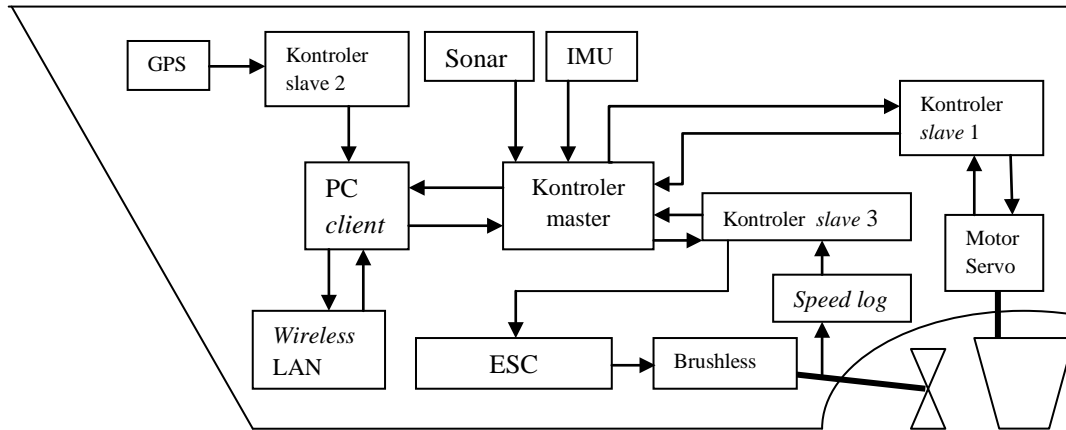 GPS
Kontroler
slave 2
Sonar
IMU
Kontroler
slave 1
PC
client
Kontroler
master
Kontroler slave 3
Motor
Servo
Speed log
Wireless
LAN
ESC
Brushless